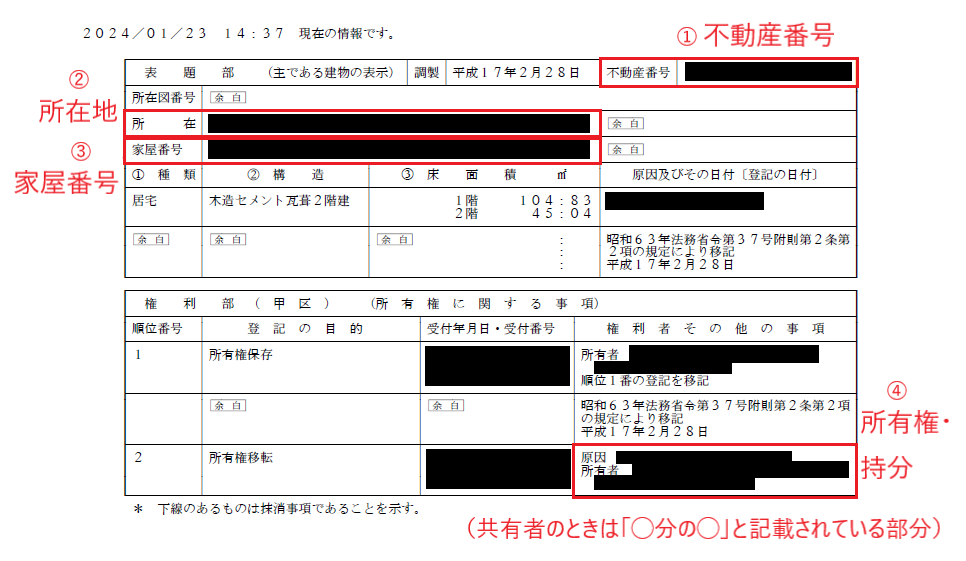 2024/01/23　14:37　現在の情報です。
① 不動産番号
表　題　部　（主である建物の表示）　調製　平成17年2月28日　不動産番号
②
所在地
所在図番号　余白
所　在　余白
③
家屋番号
家屋番号　余白
① 種　類　② 構　造　③ 床　面　積　㎡　原因及びその日付〔登記の日付〕
居宅　木造セメント瓦葺2階建　1階　104:83
2階　45:04
余白　余白　余白　:　昭和63年法務省令第37号附則第2条第
:　2項の規定により移記
:　平成17年2月28日
権　利　部　（　甲　区　）　（所　有　権　に　関　す　る　事　項）
順位番号　登　記　の　目　的　受付年月日・受付番号　権　利　者　そ　の　他　の　事　項
1　所有権保存　所有者
順位1番の登記を移記
余白　余白　昭和63年法務省令第37号附則第2条第2項
の規定により移記
平成17年2月28日
④
所有権・
持分
2　所有権移転　原因
所有者
＊　下線のあるものは抹消事項であることを示す。
（共有者のときは「〇分の〇」と記載されている部分）